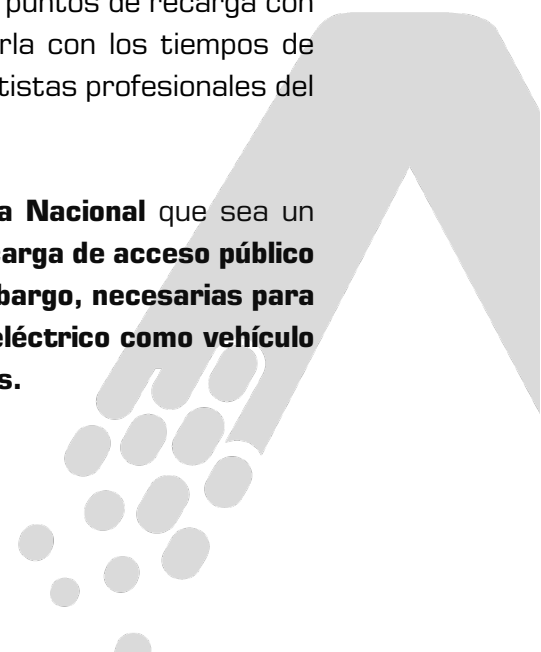 puntos de recarga con
rla con los tiempos de
tistas profesionales del
a Nacional que sea un
carga de acceso público
bargo, necesarias para
eléctrico como vehículo
s.